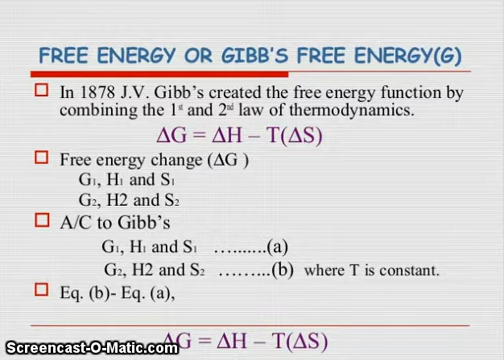 FREE ENERGY OR GIBB'S FREE ENERGY(G)
In 1878 J.V. Gibb's created the free energy function by
combining the 1st and 2nd law of thermodynamics.
ΔG = ΔH – T(ΔS)
Free energy change (ΔG )
G1, H1 and S1
G2, H2 and S2
A/C to Gibb's
G1, H1 and S1 ….......(a)
G2, H2 and S2 ……...(b) where T is constant.
Eq. (b)- Eq. (a),
ΔG = ΔH – T(ΔS)
Screencast-O-Matic.com